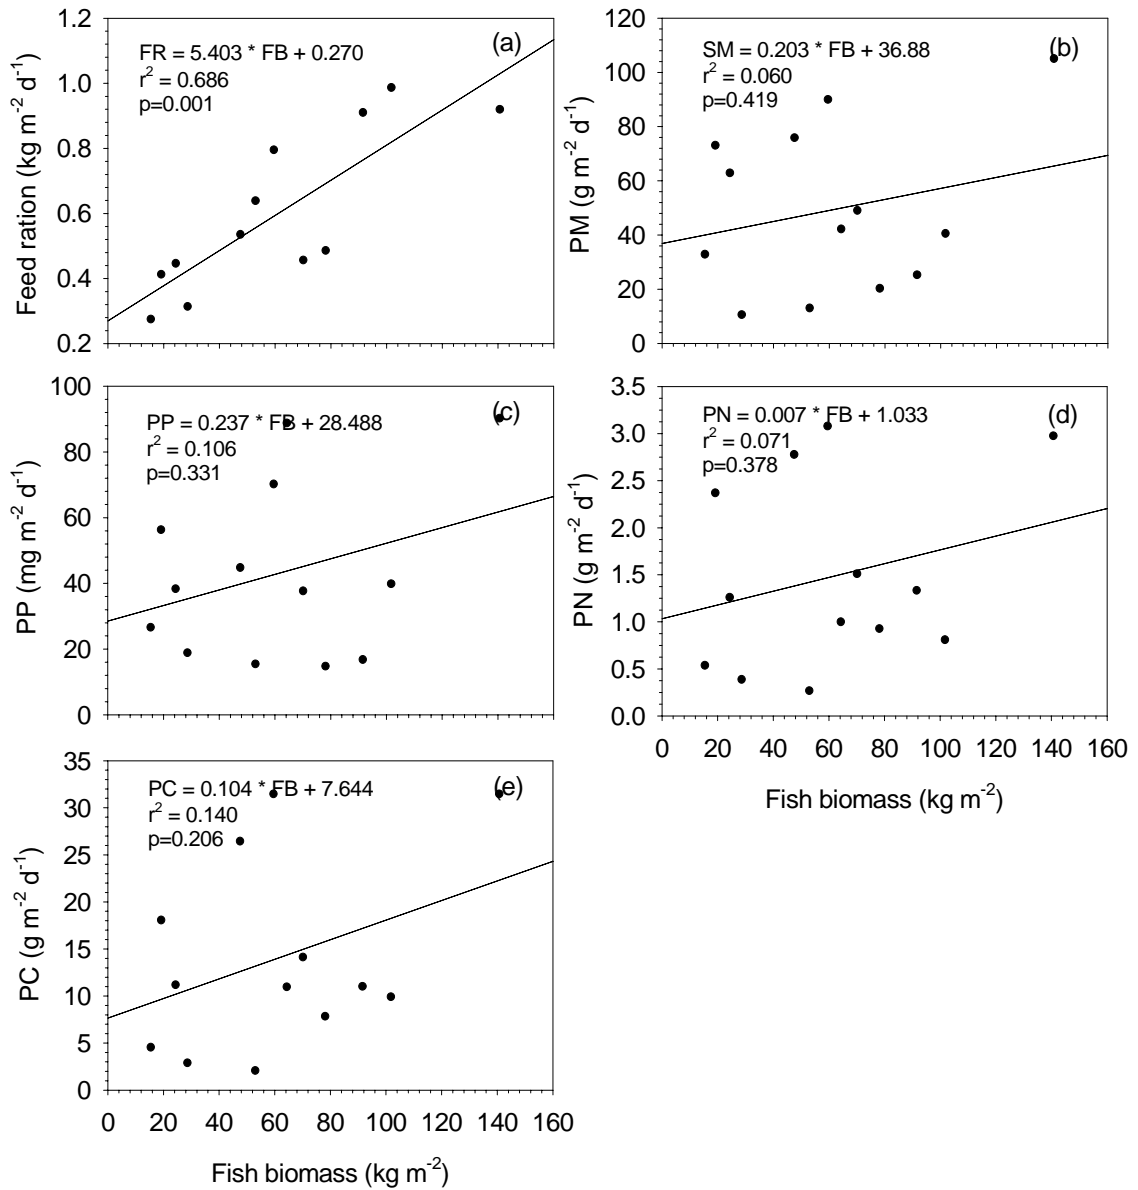 1.2
1.0
0.8
0.6
0.4
0.2
Feed ration (kg m-2 d-1)
FR = 5.403 * FB + 0.270
r2 = 0.686
p=0.001
(a)
120
100
80
60
40
20
0
PM (g m-2 d-1)
SM = 0.203 * FB + 36.88
r2 = 0.060
p=0.419
(b)
100
80
60
40
20
0
PP (mg m-2 d-1)
PP = 0.237 * FB + 28.488
r2 = 0.106
p=0.331
(c)
3.5
3.0
2.5
2.0
1.5
1.0
0.5
0.0
PN (g m-2 d-1)
PN = 0.007 * FB + 1.033
r2 = 0.071
p=0.378
(d)
0 20 40 60 80 100 120 140 160
Fish biomass (kg m-2)
35
30
25
20
15
10
5
0
PC (g m-2 d-1)
PC = 0.104 * FB + 7.644
r2 = 0.140
p=0.206
(e)
0 20 40 60 80 100 120 140 160
Fish biomass (kg m-2)